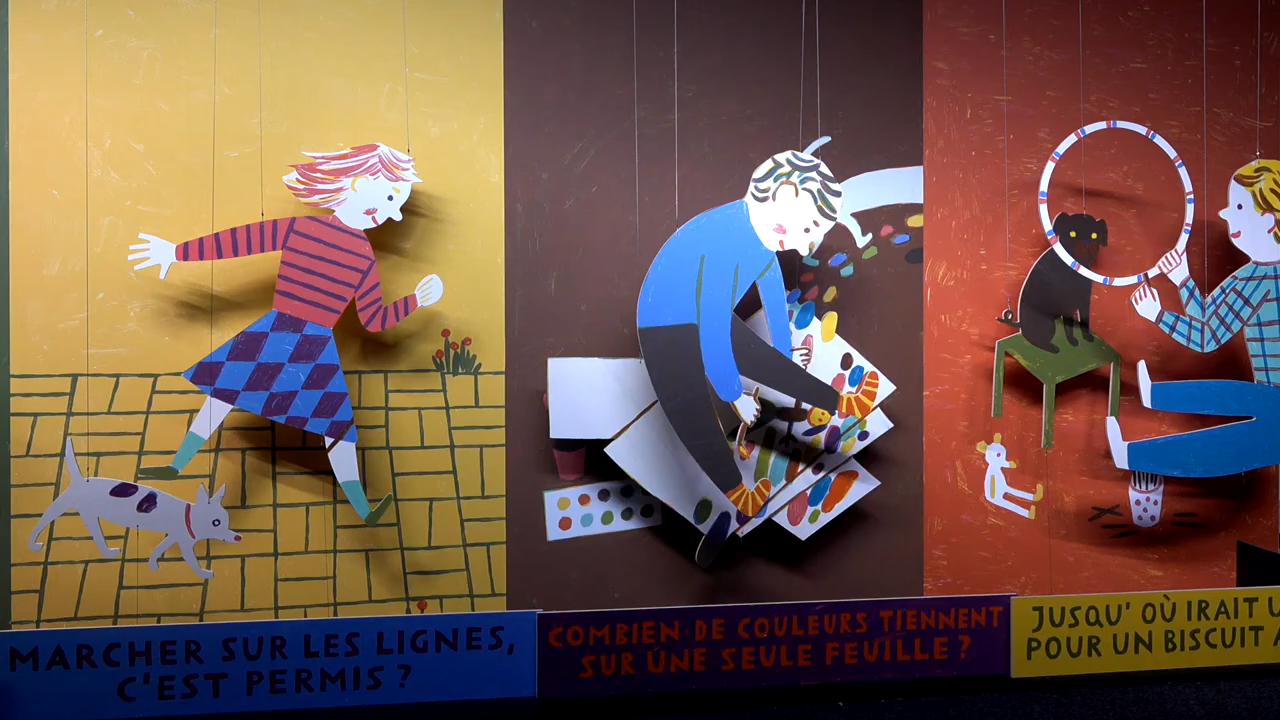 MARCHER SUR LES LIGNES,
C'EST PERMIS ?
COMBIEN DE COULEURS TIENNENT
SUR UNE SEULE FEUILLE ?
JUSQU' OÙ IRAIT
POUR UN BISCUIT